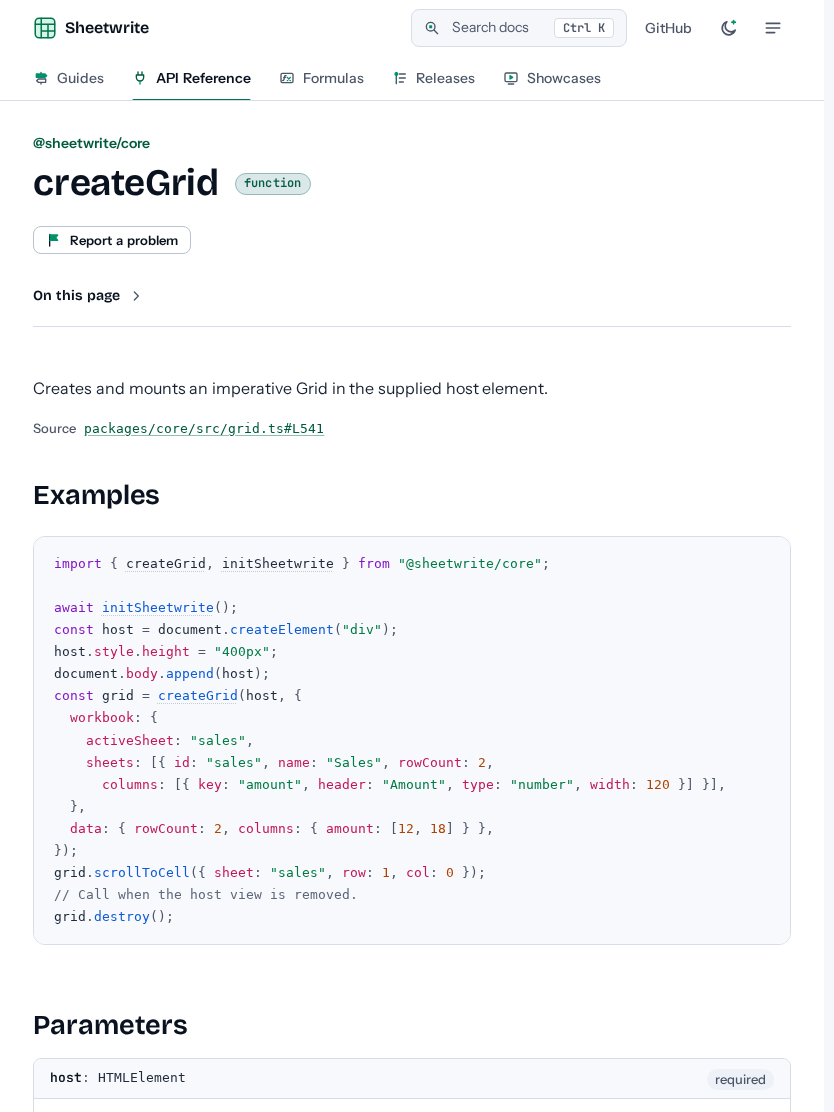 Sheetwrite
Search docs
Ctrl K
GitHub
Guides
API Reference
Formulas
Releases
Showcases
@sheetwrite/core
createGrid
function
Report a problem
On this page
Creates and mounts an imperative Grid in the supplied host element.
Source packages/core/src/grid.ts#L541
Examples
import { createGrid, initSheetwrite } from "@sheetwrite/core";
await initSheetwrite();
const host = document.createElement("div");
host.style.height = "400px";
document.body.append(host);
const grid = createGrid(host, {
  workbook: {
    activeSheet: "sales",
    sheets: [{ id: "sales", name: "Sales", rowCount: 2,
      columns: [{ key: "amount", header: "Amount", type: "number", width: 120 }] }],
  },
  data: { rowCount: 2, columns: { amount: [12, 18] } },
});
grid.scrollToCell({ sheet: "sales", row: 1, col: 0 });
// Call when the host view is removed.
grid.destroy();
Parameters
host: HTMLElement
required